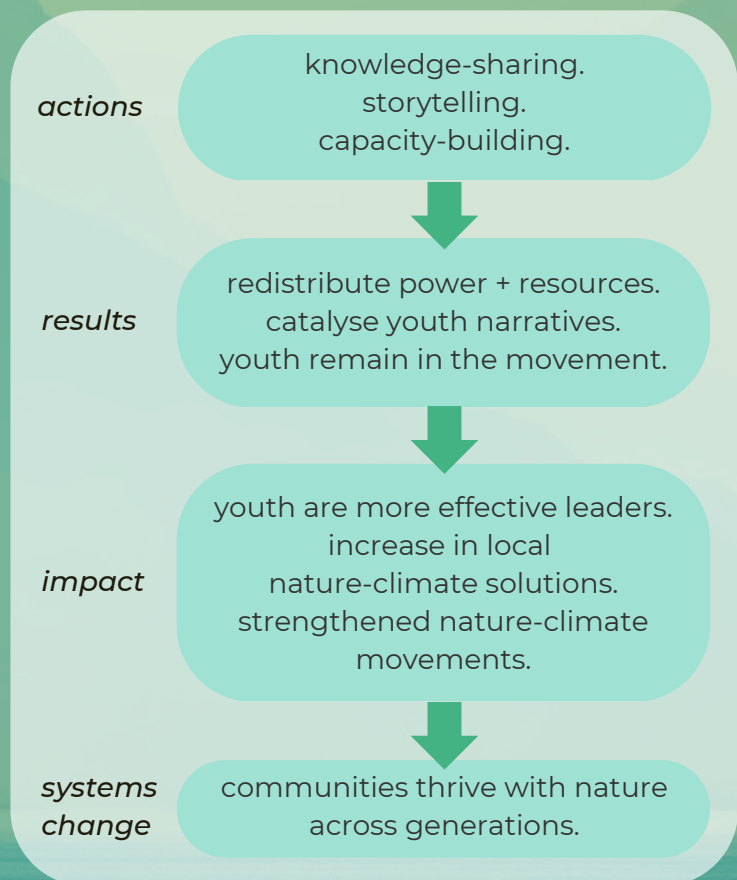 actions
knowledge-sharing.
storytelling.
capacity-building.
results
redistribute power + resources.
catalyse youth narratives.
youth remain in the movement.
impact
youth are more effective leaders.
increase in local
nature-climate solutions.
strengthened nature-climate
movements.
systems
change
communities thrive with nature
across generations.